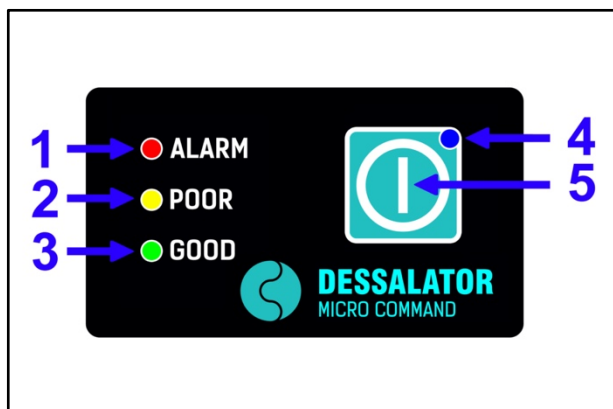 1 ALARM 4
2 POOR 5
3 GOOD
DESSALATOR
MICRO COMMAND